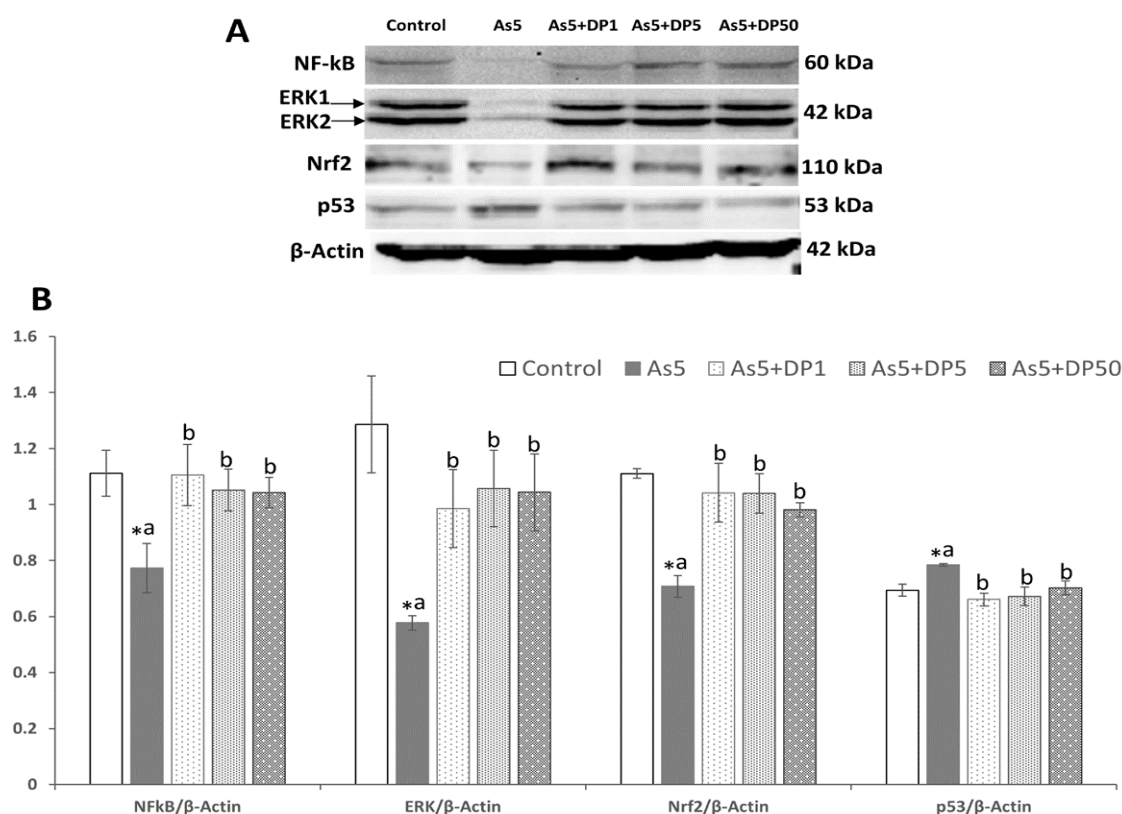 A
Control As5 As5+DP1 As5+DP5 As5+DP50
NF-kB 60 kDa
ERK1
ERK2 42 kDa
Nrf2 110 kDa
p53 53 kDa
β-Actin 42 kDa
B
1.6
1.4
1.2
1
0.8
0.6
0.4
0.2
0
Control As5 As5+DP1 As5+DP5 As5+DP50
*a b b b
*a b b b
*a b b b
*a b b b
NFkB/β-Actin ERK/β-Actin Nrf2/β-Actin p53/β-Actin